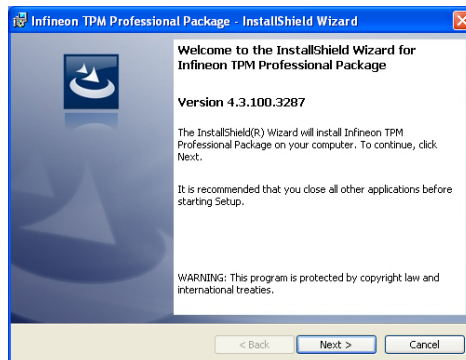 Infineon TPM Professional Package - InstallShield Wizard
Welcome to the InstallShield Wizard for
Infineon TPM Professional Package
Version 4.3.100.3287
The InstallShield(R) Wizard will install Infineon TPM
Professional Package on your computer. To continue, click
Next.
It is recommended that you close all other applications before
starting Setup.
WARNING: This program is protected by copyright law and
international treaties.
< Back
Next >
Cancel